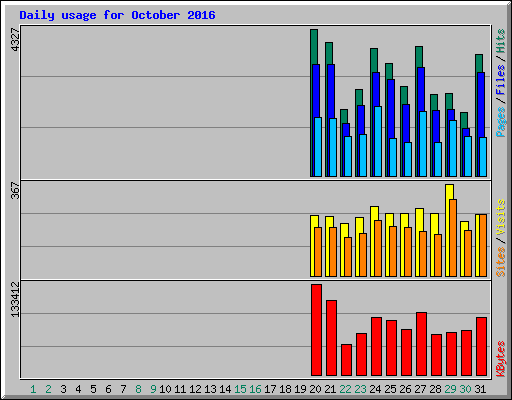 Daily usage for October 2016
4327
Pages / Files / Hits
367
Sites / Visits
133412
KBytes
1 2 3 4 5 6 7 8 9 10 11 12 13 14 15 16 17 18 19 20 21 22 23 24 25 26 27 28 29 30 31